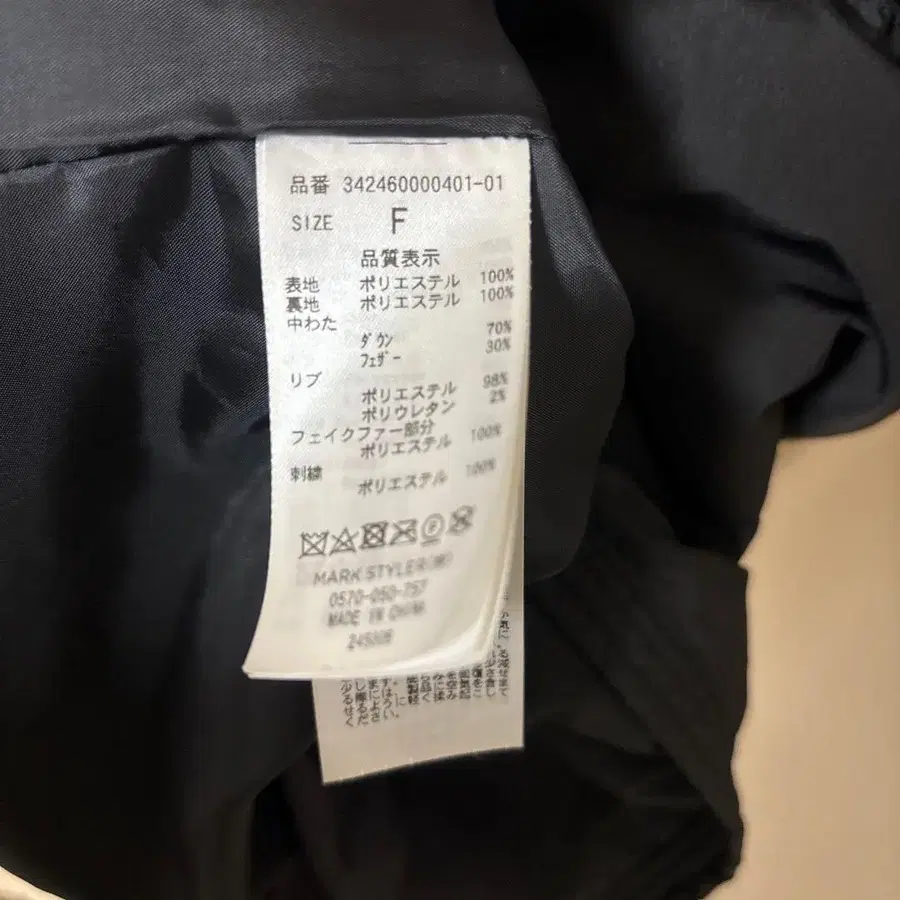 品番 342460000401-01
SIZE F
品質表示
表地 ポリエステル 100%
裏地 ポリエステル 100%
中わた
ダウン 70%
フェザー 30%
リブ
ポリエステル 98%
ポリウレタン 2%
フェイクファー部分
ポリエステル 100%
刺繍
ポリエステル 100%
MARK STYLER(株)
0570-050-757
MADE IN CHINA